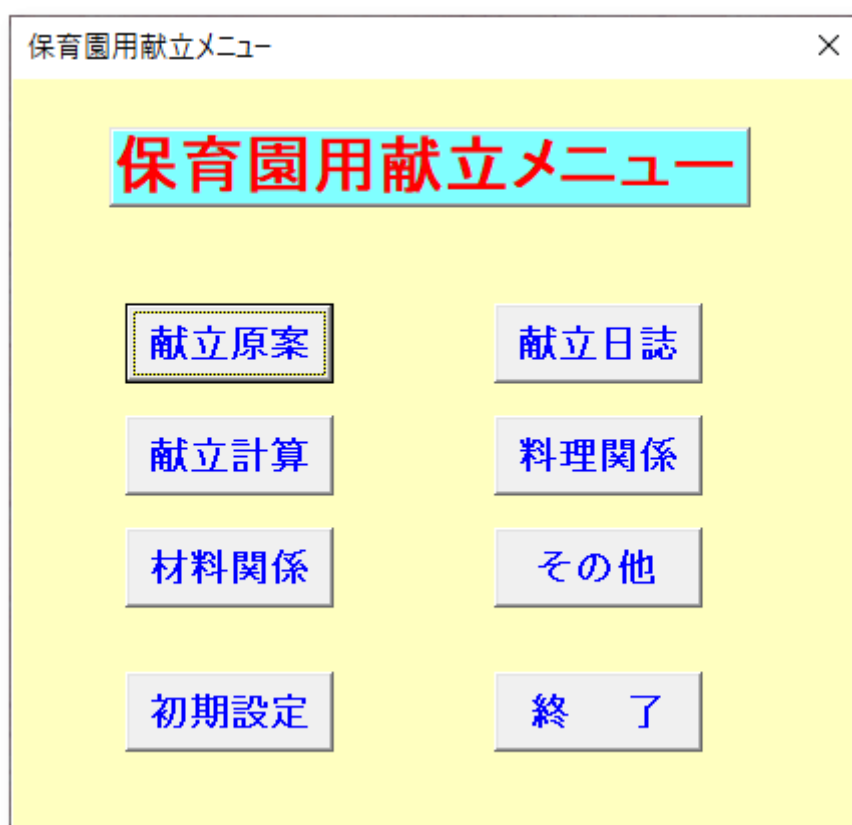 保育園用献立メニュー
保育園用献立メニュー
献立原案 献立日誌
献立計算 料理関係
材料関係 その他
初期設定 終 了